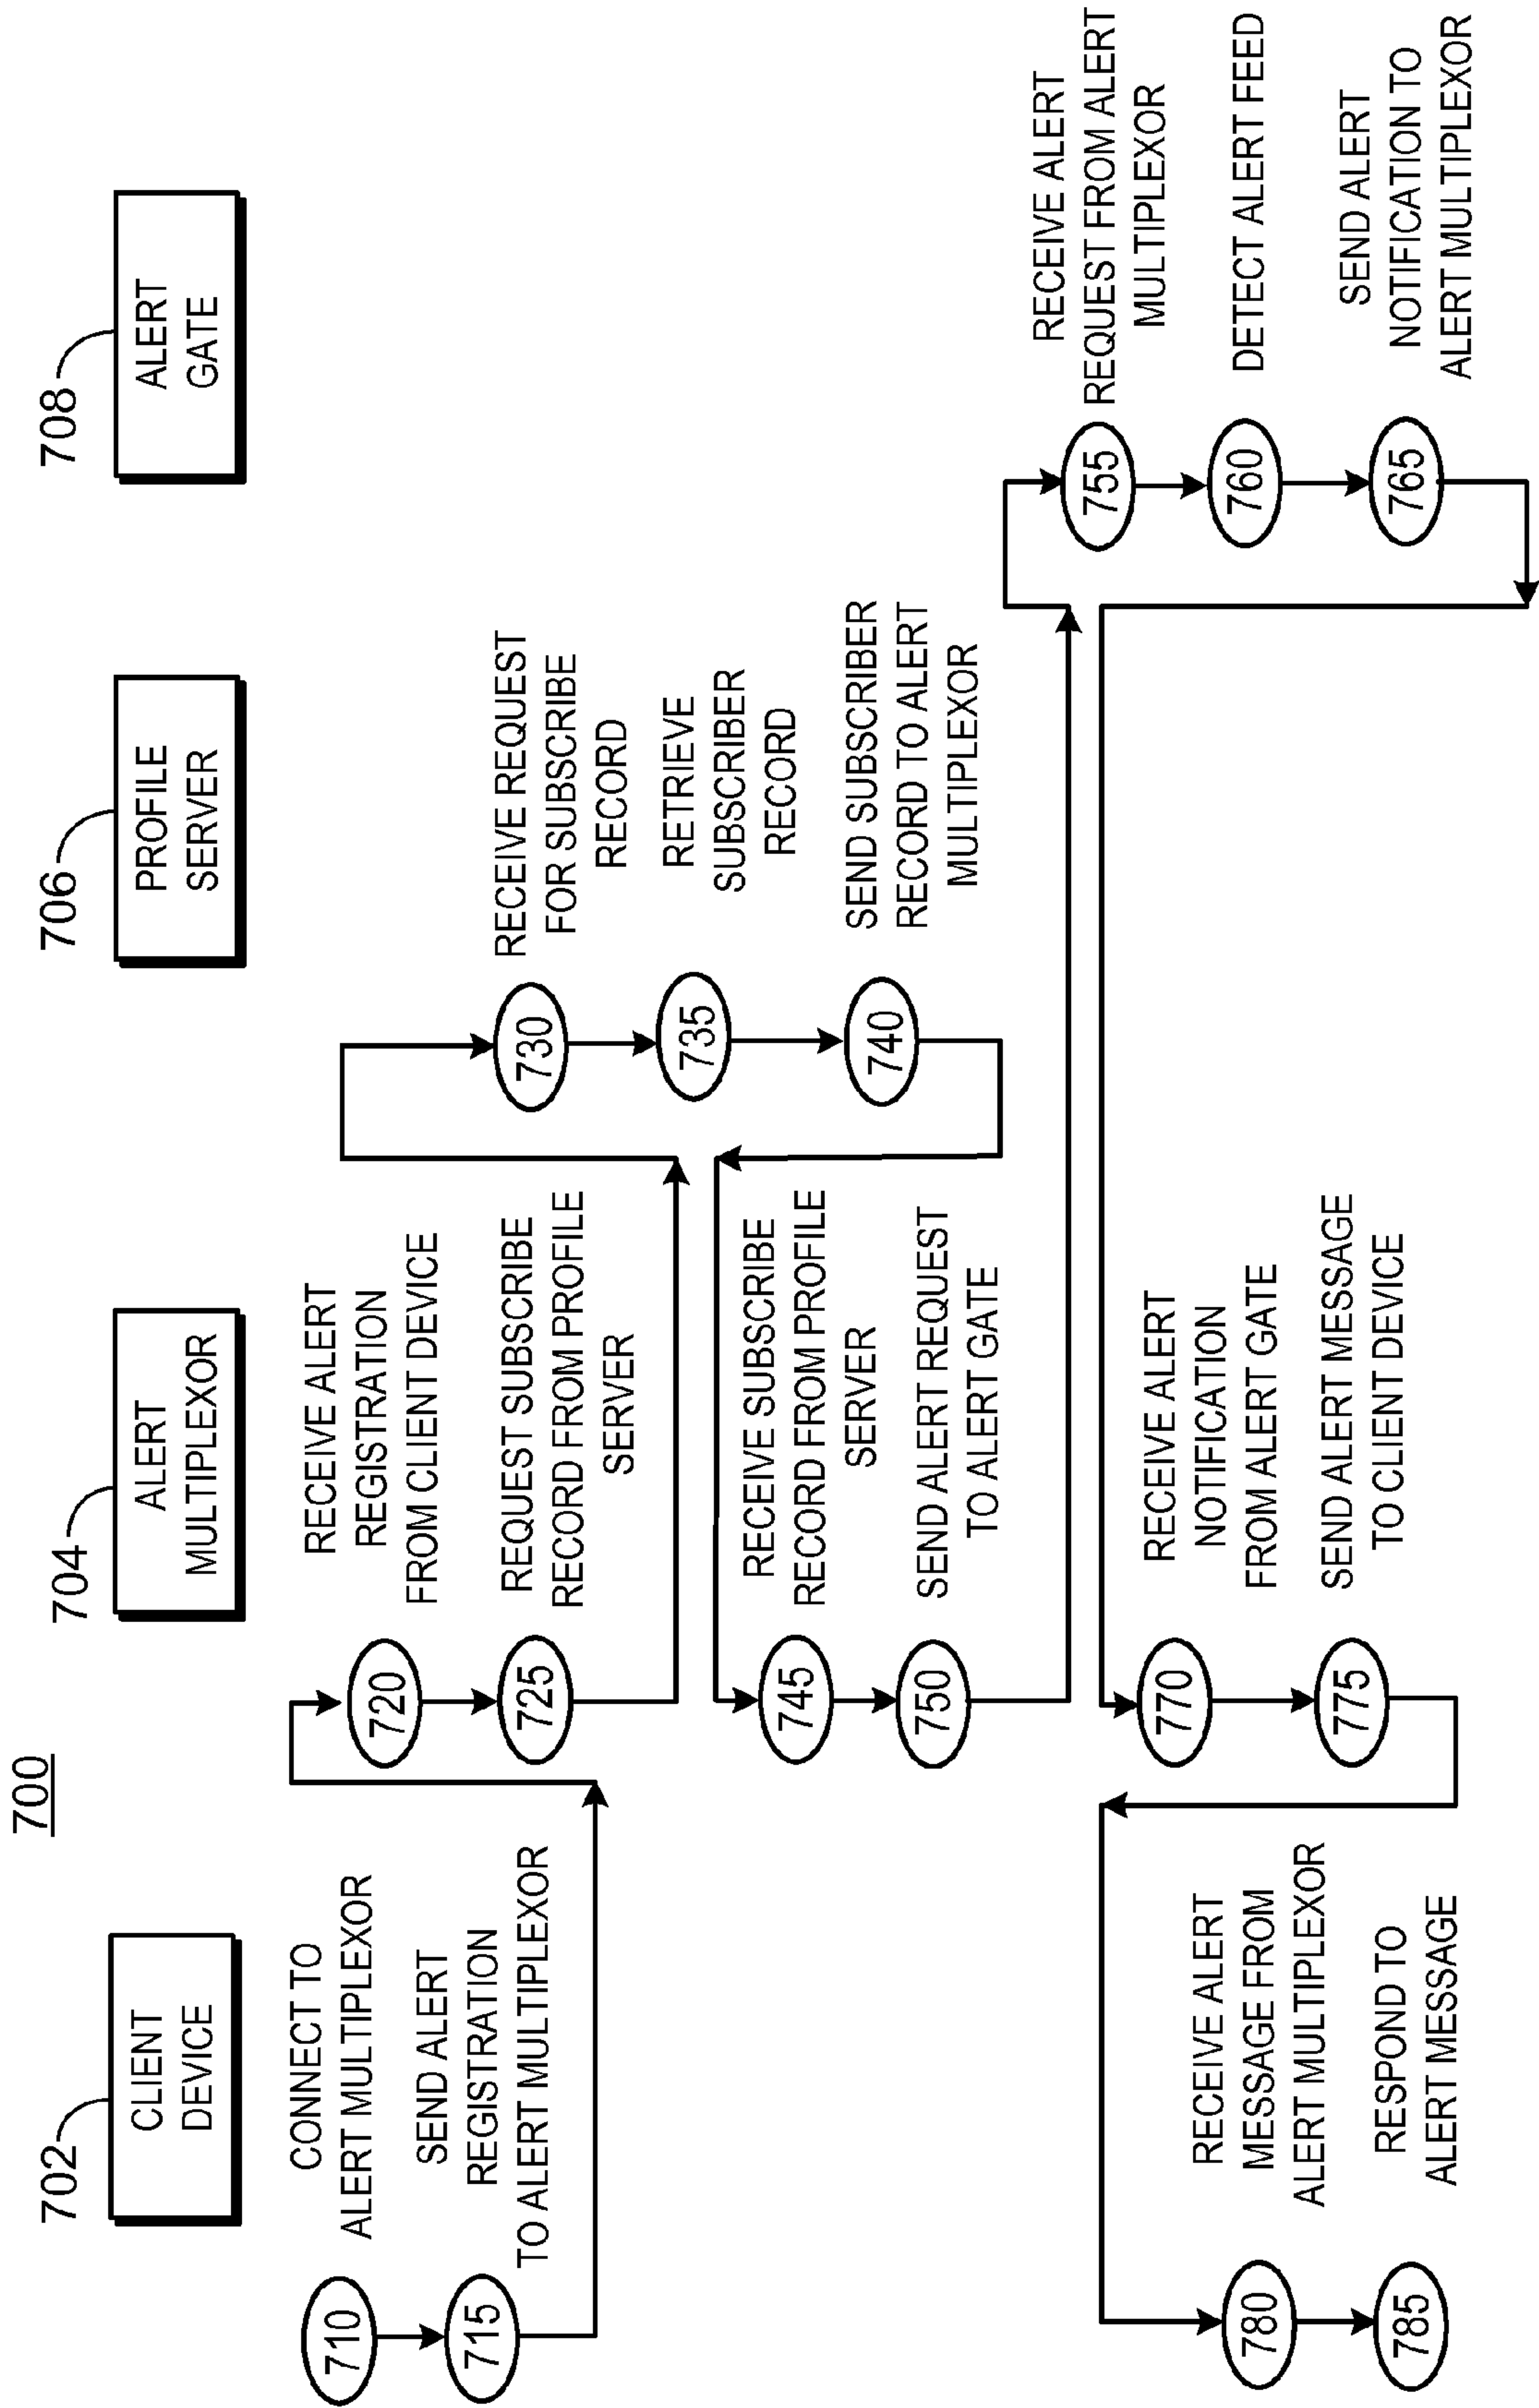 700
702
CLIENT
DEVICE
704
ALERT
MULTIPLEXOR
706
PROFILE
SERVER
708
ALERT
GATE
710
CONNECT TO
ALERT MULTIPLEXOR
715
SEND ALERT
REGISTRATION
TO ALERT MULTIPLEXOR
720
RECEIVE ALERT
REGISTRATION
FROM CLIENT DEVICE
725
REQUEST SUBSCRIBE
RECORD FROM PROFILE
SERVER
730
RECEIVE REQUEST
FOR SUBSCRIBE
RECORD
735
RETRIEVE
SUBSCRIBER
RECORD
740
SEND SUBSCRIBER
RECORD TO ALERT
MULTIPLEXOR
745
RECEIVE SUBSCRIBE
RECORD FROM PROFILE
SERVER
750
SEND ALERT REQUEST
TO ALERT GATE
755
RECEIVE ALERT
REQUEST FROM ALERT
MULTIPLEXOR
760
DETECT ALERT FEED
765
SEND ALERT
NOTIFICATION TO
ALERT MULTIPLEXOR
770
RECEIVE ALERT
NOTIFICATION
FROM ALERT GATE
775
SEND ALERT MESSAGE
TO CLIENT DEVICE
780
RECEIVE ALERT
MESSAGE FROM
ALERT MULTIPLEXOR
785
RESPOND TO
ALERT MESSAGE